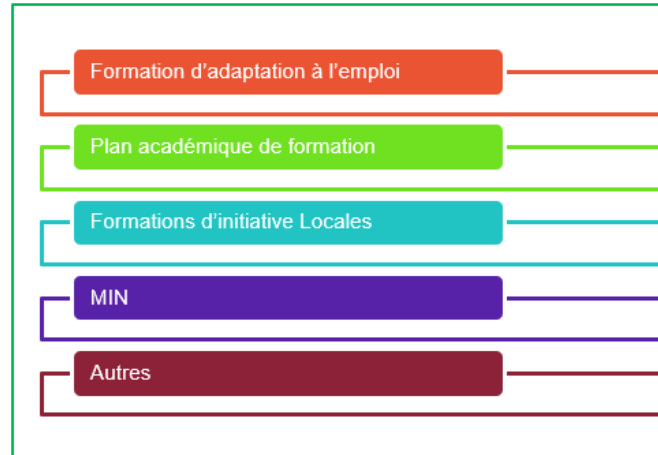 Formation d'adaptation à l'emploi
Plan académique de formation
Formations d'initiative Locales
MIN
Autres